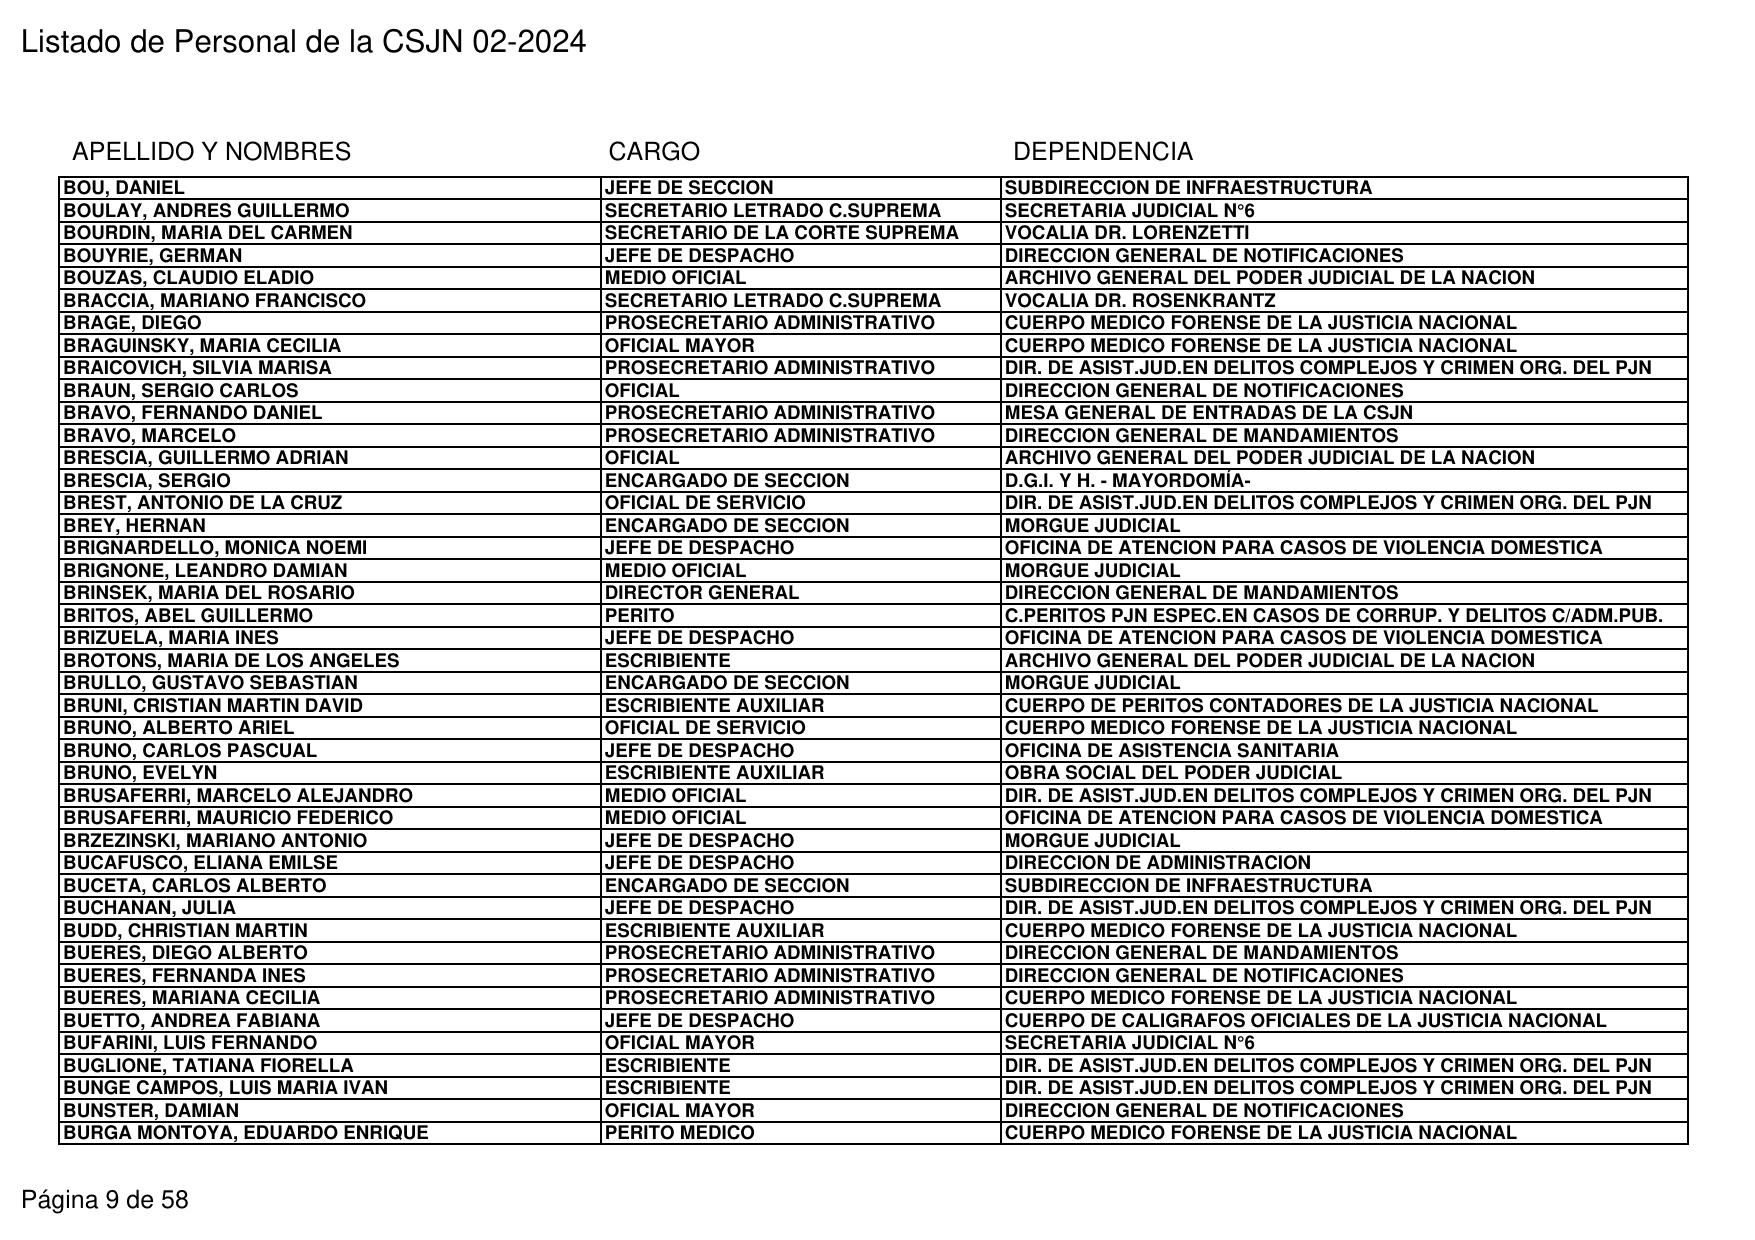 Listado de Personal de la CSJN 02-2024
APELLIDO Y NOMBRES CARGO DEPENDENCIA
BOU, DANIEL JEFE DE SECCION SUBDIRECCION DE INFRAESTRUCTURA
BOULAY, ANDRES GUILLERMO SECRETARIO LETRADO C.SUPREMA SECRETARIA JUDICIAL N°6
BOURDIN, MARIA DEL CARMEN SECRETARIO DE LA CORTE SUPREMA VOCALIA DR. LORENZETTI
BOUYRIE, GERMAN JEFE DE DESPACHO DIRECCION GENERAL DE NOTIFICACIONES
BOUZAS, CLAUDIO ELADIO MEDIO OFICIAL ARCHIVO GENERAL DEL PODER JUDICIAL DE LA NACION
BRACCIA, MARIANO FRANCISCO SECRETARIO LETRADO C.SUPREMA VOCALIA DR. ROSENKRANTZ
BRAGE, DIEGO PROSECRETARIO ADMINISTRATIVO CUERPO MEDICO FORENSE DE LA JUSTICIA NACIONAL
BRAGUINSKY, MARIA CECILIA OFICIAL MAYOR CUERPO MEDICO FORENSE DE LA JUSTICIA NACIONAL
BRAICOVICH, SILVIA MARISA PROSECRETARIO ADMINISTRATIVO DIR. DE ASIST.JUD.EN DELITOS COMPLEJOS Y CRIMEN ORG. DEL PJN
BRAUN, SERGIO CARLOS OFICIAL DIRECCION GENERAL DE NOTIFICACIONES
BRAVO, FERNANDO DANIEL PROSECRETARIO ADMINISTRATIVO MESA GENERAL DE ENTRADAS DE LA CSJN
BRAVO, MARCELO PROSECRETARIO ADMINISTRATIVO DIRECCION GENERAL DE MANDAMIENTOS
BRESCIA, GUILLERMO ADRIAN OFICIAL ARCHIVO GENERAL DEL PODER JUDICIAL DE LA NACION
BRESCIA, SERGIO ENCARGADO DE SECCION D.G.I. Y H. - MAYORDOMÍA-
BREST, ANTONIO DE LA CRUZ OFICIAL DE SERVICIO DIR. DE ASIST.JUD.EN DELITOS COMPLEJOS Y CRIMEN ORG. DEL PJN
BREY, HERNAN ENCARGADO DE SECCION MORGUE JUDICIAL
BRIGNARDELLO, MONICA NOEMI JEFE DE DESPACHO OFICINA DE ATENCION PARA CASOS DE VIOLENCIA DOMESTICA
BRIGNONE, LEANDRO DAMIAN MEDIO OFICIAL MORGUE JUDICIAL
BRINSEK, MARIA DEL ROSARIO DIRECTOR GENERAL DIRECCION GENERAL DE MANDAMIENTOS
BRITOS, ABEL GUILLERMO PERITO C.PERITOS PJN ESPEC.EN CASOS DE CORRUP. Y DELITOS C/ADM.PUB.
BRIZUELA, MARIA INES JEFE DE DESPACHO OFICINA DE ATENCION PARA CASOS DE VIOLENCIA DOMESTICA
BROTONS, MARIA DE LOS ANGELES ESCRIBIENTE ARCHIVO GENERAL DEL PODER JUDICIAL DE LA NACION
BRULLO, GUSTAVO SEBASTIAN ENCARGADO DE SECCION MORGUE JUDICIAL
BRUNI, CRISTIAN MARTIN DAVID ESCRIBIENTE AUXILIAR CUERPO DE PERITOS CONTADORES DE LA JUSTICIA NACIONAL
BRUNO, ALBERTO ARIEL OFICIAL DE SERVICIO CUERPO MEDICO FORENSE DE LA JUSTICIA NACIONAL
BRUNO, CARLOS PASCUAL JEFE DE DESPACHO OFICINA DE ASISTENCIA SANITARIA
BRUNO, EVELYN ESCRIBIENTE AUXILIAR OBRA SOCIAL DEL PODER JUDICIAL
BRUSAFERRI, MARCELO ALEJANDRO MEDIO OFICIAL DIR. DE ASIST.JUD.EN DELITOS COMPLEJOS Y CRIMEN ORG. DEL PJN
BRUSAFERRI, MAURICIO FEDERICO MEDIO OFICIAL OFICINA DE ATENCION PARA CASOS DE VIOLENCIA DOMESTICA
BRZEZINSKI, MARIANO ANTONIO JEFE DE DESPACHO MORGUE JUDICIAL
BUCAFUSCO, ELIANA EMILSE JEFE DE DESPACHO DIRECCION DE ADMINISTRACION
BUCETA, CARLOS ALBERTO ENCARGADO DE SECCION SUBDIRECCION DE INFRAESTRUCTURA
BUCHANAN, JULIA JEFE DE DESPACHO DIR. DE ASIST.JUD.EN DELITOS COMPLEJOS Y CRIMEN ORG. DEL PJN
BUDD, CHRISTIAN MARTIN ESCRIBIENTE AUXILIAR CUERPO MEDICO FORENSE DE LA JUSTICIA NACIONAL
BUERES, DIEGO ALBERTO PROSECRETARIO ADMINISTRATIVO DIRECCION GENERAL DE MANDAMIENTOS
BUERES, FERNANDA INES PROSECRETARIO ADMINISTRATIVO DIRECCION GENERAL DE NOTIFICACIONES
BUERES, MARIANA CECILIA PROSECRETARIO ADMINISTRATIVO CUERPO MEDICO FORENSE DE LA JUSTICIA NACIONAL
BUETTO, ANDREA FABIANA JEFE DE DESPACHO CUERPO DE CALIGRAFOS OFICIALES DE LA JUSTICIA NACIONAL
BUFARINI, LUIS FERNANDO OFICIAL MAYOR SECRETARIA JUDICIAL N°6
BUGLIONE, TATIANA FIORELLA ESCRIBIENTE DIR. DE ASIST.JUD.EN DELITOS COMPLEJOS Y CRIMEN ORG. DEL PJN
BUNGE CAMPOS, LUIS MARIA IVAN ESCRIBIENTE DIR. DE ASIST.JUD.EN DELITOS COMPLEJOS Y CRIMEN ORG. DEL PJN
BUNSTER, DAMIAN OFICIAL MAYOR DIRECCION GENERAL DE NOTIFICACIONES
BURGA MONTOYA, EDUARDO ENRIQUE PERITO MEDICO CUERPO MEDICO FORENSE DE LA JUSTICIA NACIONAL
Página 9 de 58